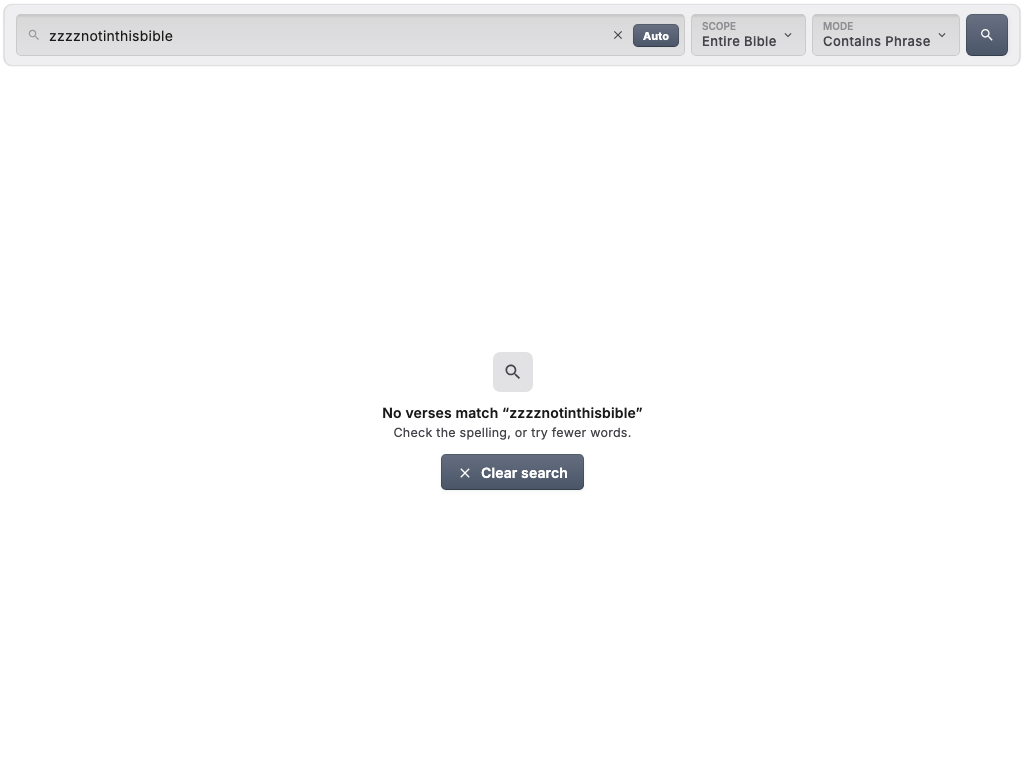 zzzznotinthisbible
Auto
SCOPE
Entire Bible
MODE
Contains Phrase
No verses match “zzzznotinthisbible”
Check the spelling, or try fewer words.
Clear search